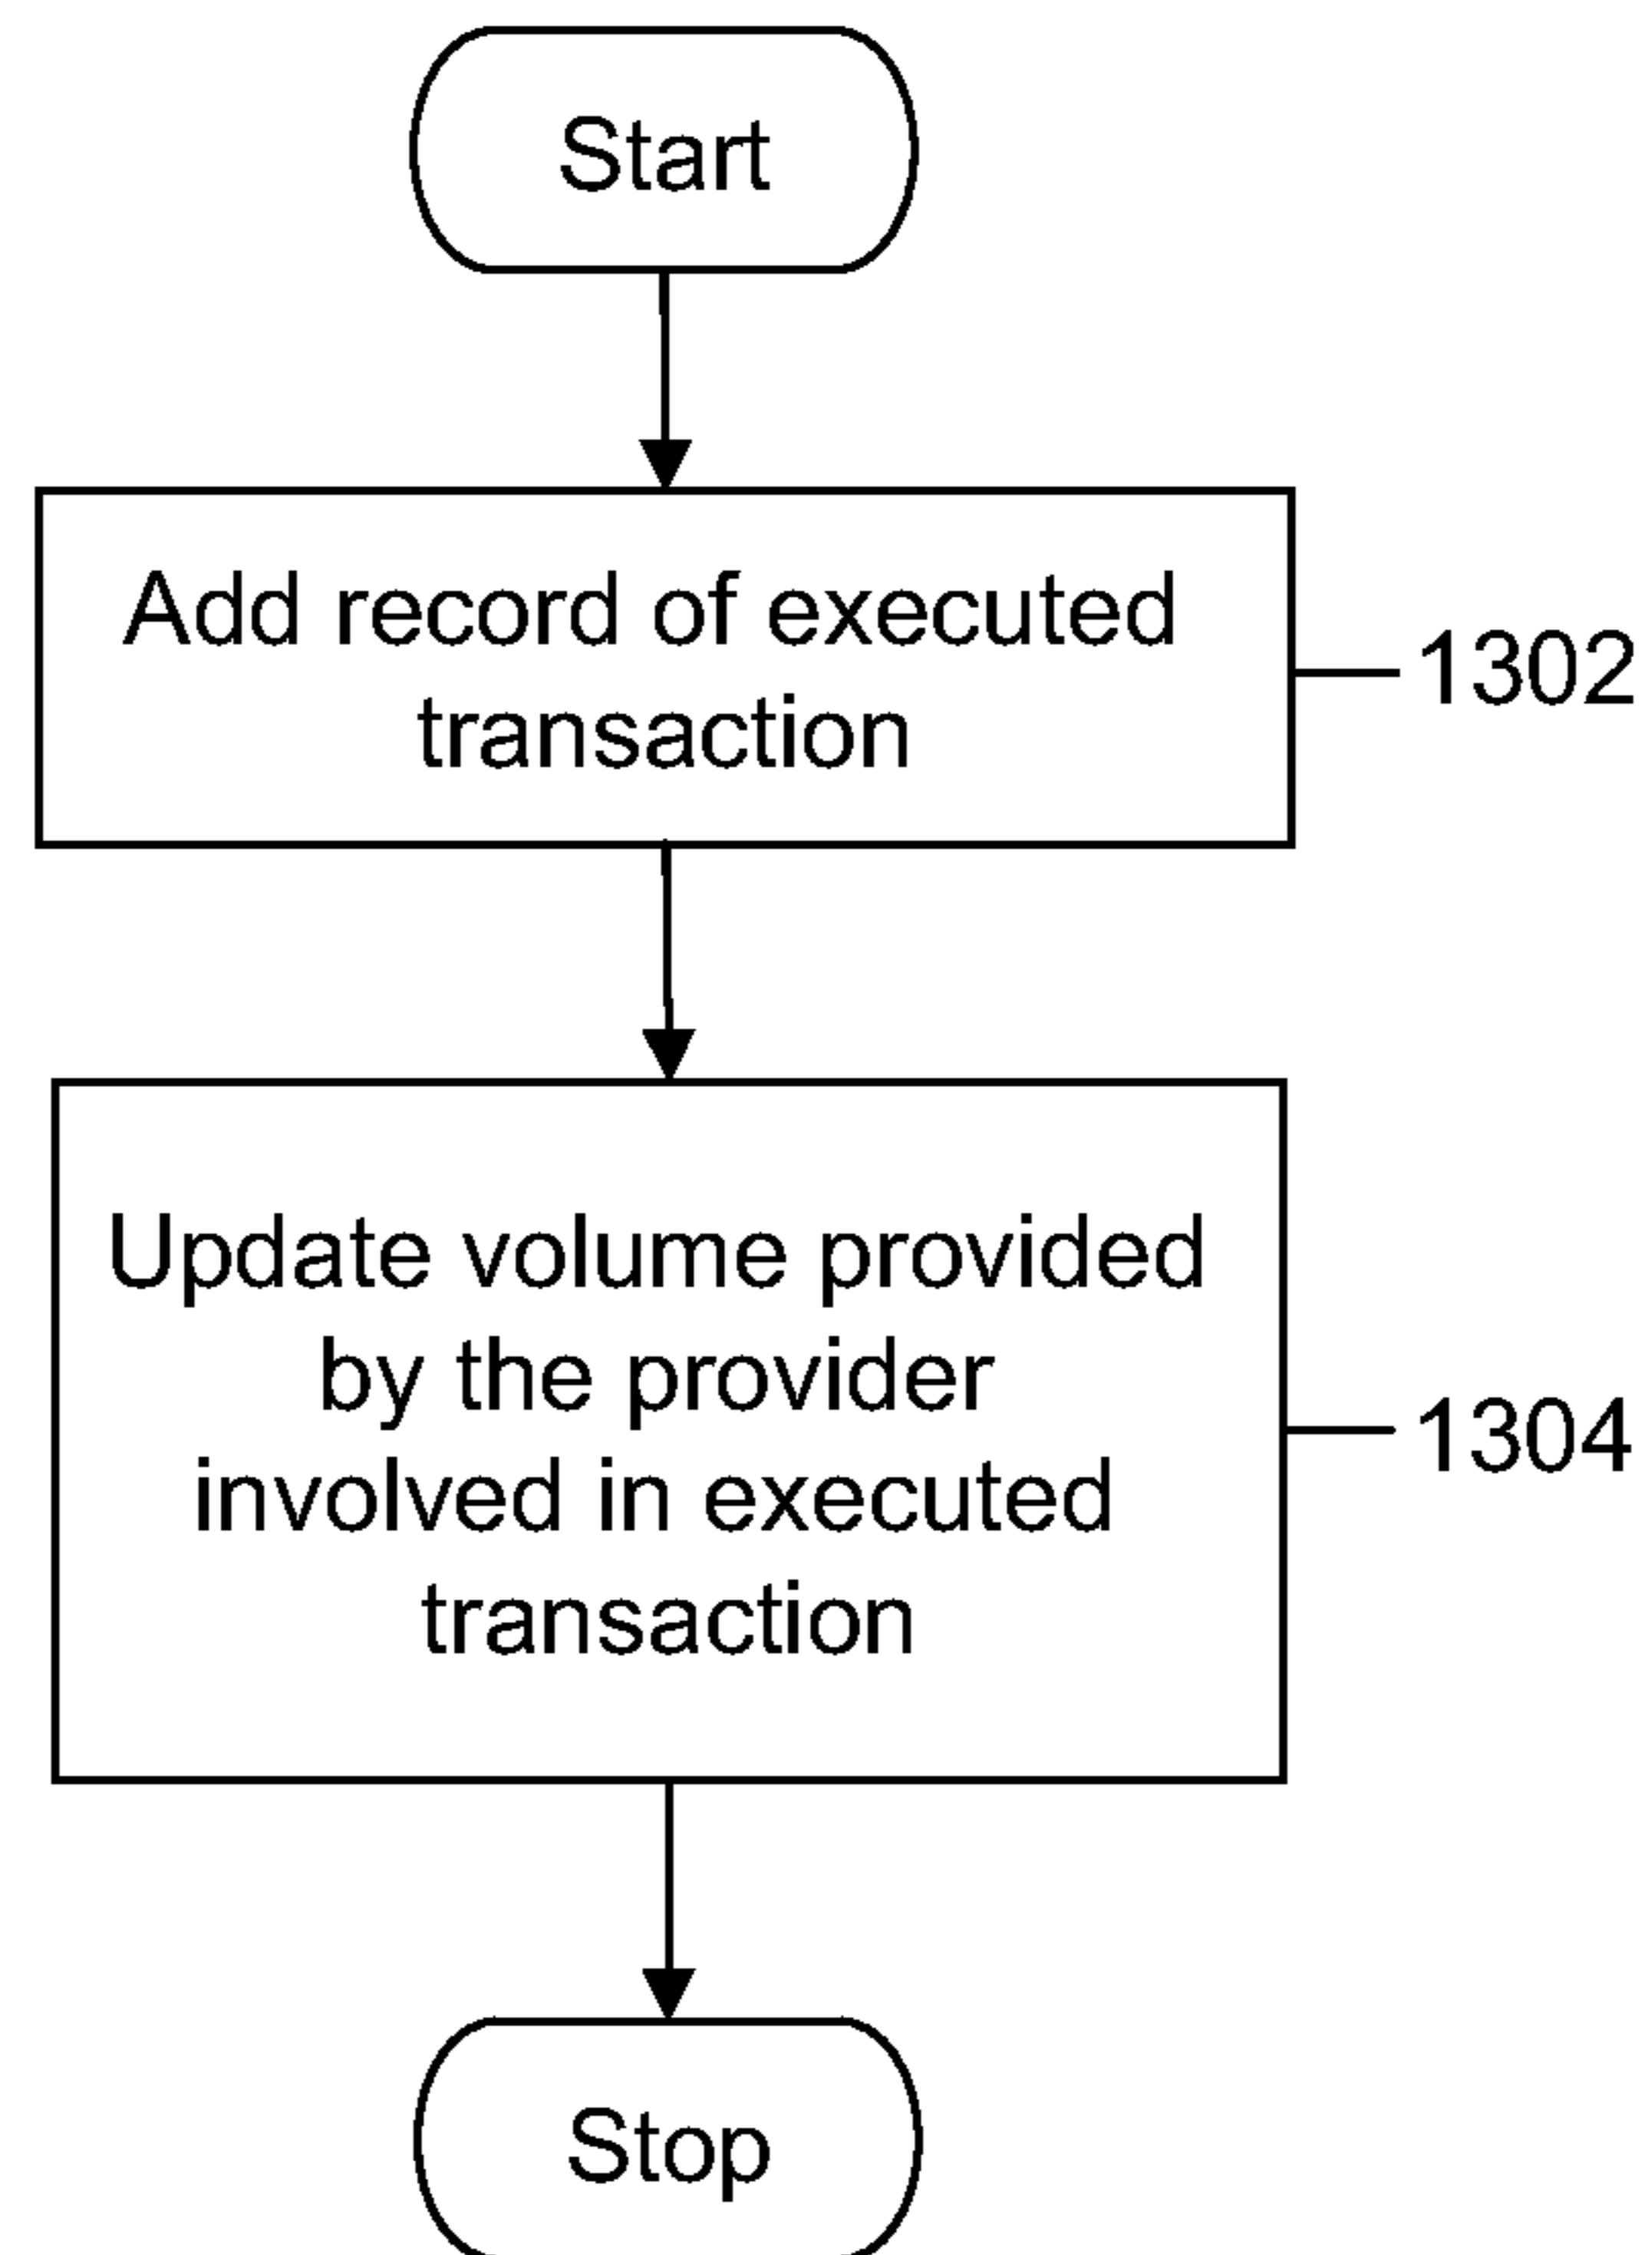 Start
Add record of executed
transaction
1302
Update volume provided
by the provider
involved in executed
transaction
1304
Stop